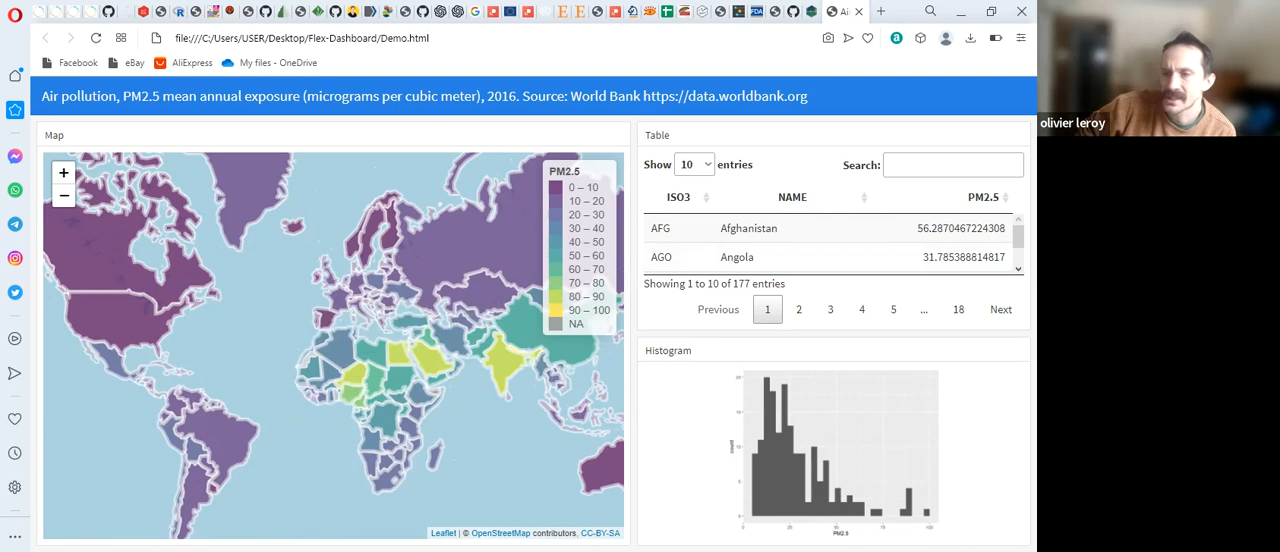 Ai
file:///C:/Users/USER/Desktop/Flex-Dashboard/Demo.html
Facebook
eBay
AliExpress
My files - OneDrive
Air pollution, PM2.5 mean annual exposure (micrograms per cubic meter), 2016. Source: World Bank https://data.worldbank.org
olivier leroy
Map
+
−
PM2.5
0 – 10
10 – 20
20 – 30
30 – 40
40 – 50
50 – 60
60 – 70
70 – 80
80 – 90
90 – 100
NA
Leaflet | © OpenStreetMap contributors, CC-BY-SA
Table
Show 10 entries Search:
ISO3 NAME PM2.5
AFG Afghanistan 56.2870467224308
AGO Angola 31.785388814817
Showing 1 to 10 of 177 entries
Previous 1 2 3 4 5 ... 18 Next
Histogram
count
PM2.5